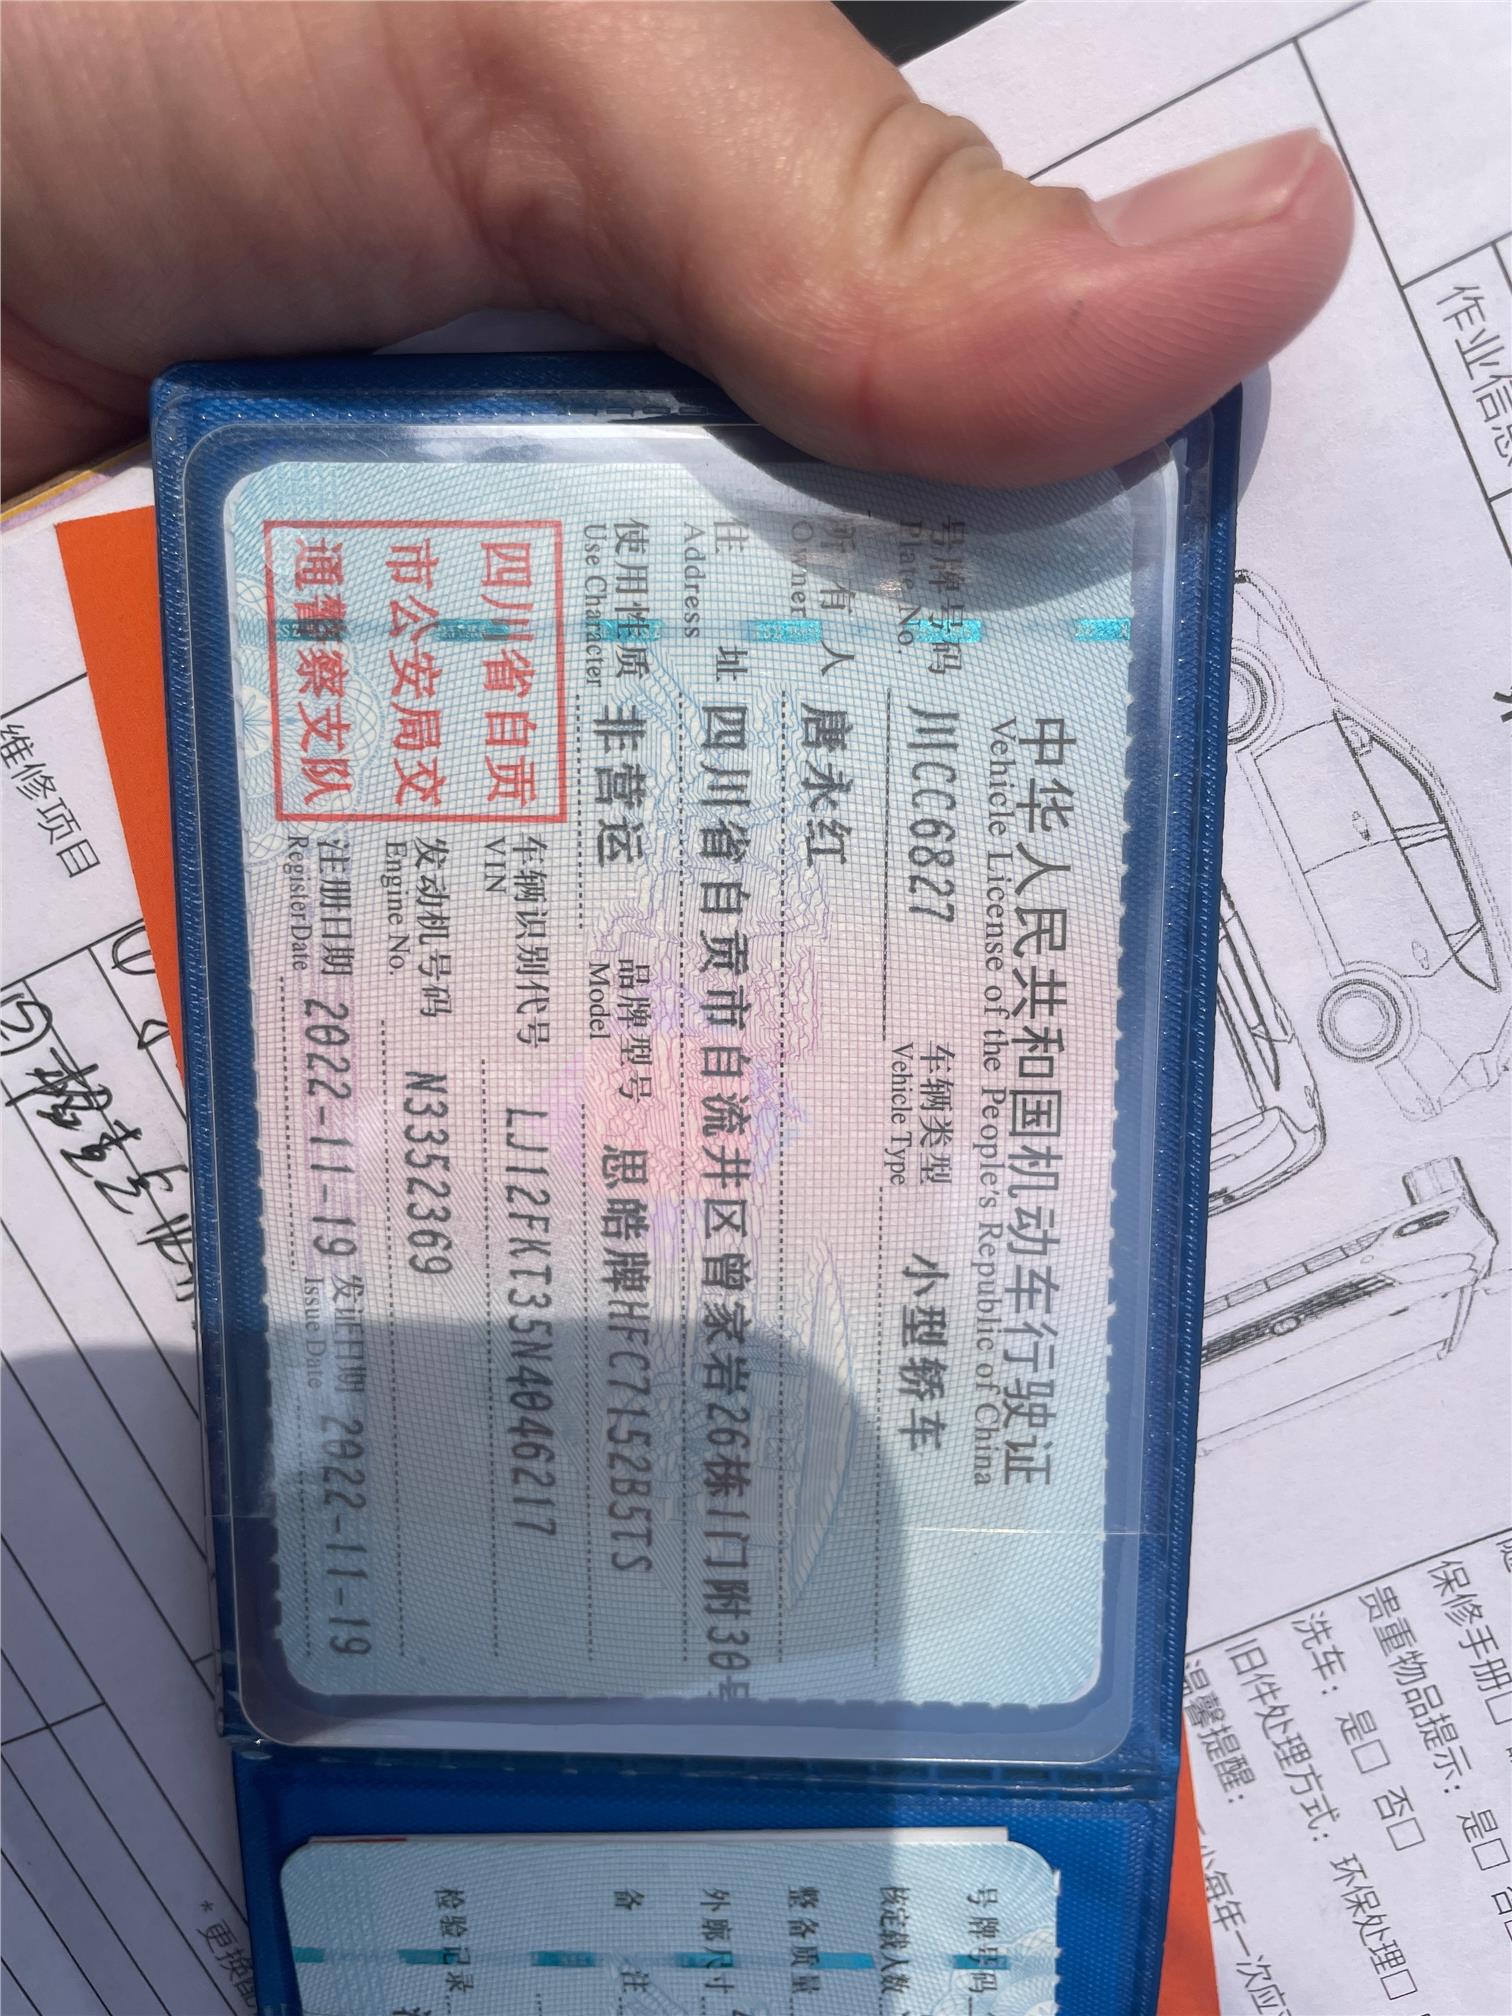 中华人民共和国机动车行驶证
Vehicle License of the People's Republic of China
号牌号码 川CC6827 车辆类型 小型轿车
Plate No. Vehicle Type
所有人 唐永红
Owner
住址 四川省自贡市自流井区曾家岩26栋1门附30号
Address
使用性质 非营运 品牌型号 思皓牌HFC7152B5TS
Use Character Model
四川省自贡
市公安局交
通警察支队
车辆识别代号 LJ12FKT35N4046217
VIN
发动机号码 N3352369
Engine No.
注册日期 2022-11-19 发证日期 2022-11-19
Register Date Issue Date
号牌号码
核定载人数
整备质量
外廓尺寸
备注
检验记录
作业信息
维修项目
保修手册□
贵重物品提示：是□
洗车：是□ 否□
旧件处理方式：环保处理□
温馨提醒：
*更换